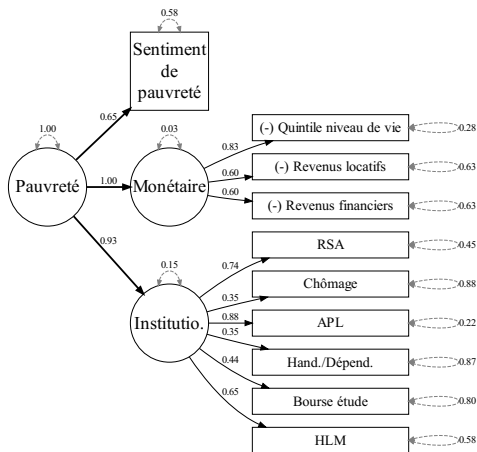 0.58
Sentiment
de
pauvreté
0.65
1.00
0.03
Pauvreté
1.00
Monétaire
0.83
0.60
0.60
(-) Quintile niveau de vie
0.28
(-) Revenus locatifs
0.63
(-) Revenus financiers
0.63
0.93
0.15
Institutio.
0.74
0.35
0.88
0.35
0.44
0.65
RSA
0.45
Chômage
0.88
APL
0.22
Hand./Dépend.
0.87
Bourse étude
0.80
HLM
0.58